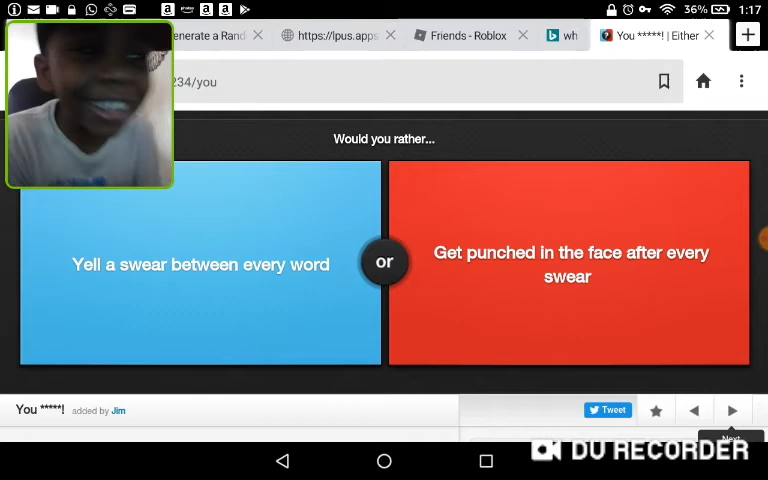 36% 1:17
enerate a Rand
https://lpus.apps
Friends - Roblox
wh
You *****! | Either
234/you
Would you rather...
Yell a swear between every word
or
Get punched in the face after every
swear
You *****! added by Jim
Tweet
Next
DU RECORDER